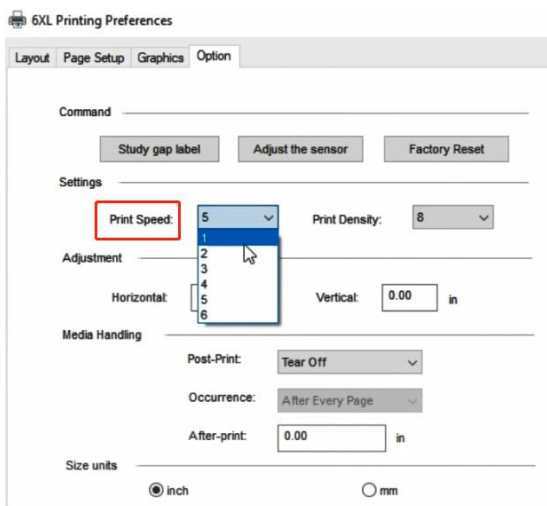 6XL Printing Preferences
Layout Page Setup Graphics Option
Command
Study gap label Adjust the sensor Factory Reset
Settings
Print Speed: 5 Print Density: 8
1
2
3
4
5
6
Adjustment
Horizontal: Vertical: 0.00 in
Media Handling
Post-Print: Tear Off
Occurrence: After Every Page
After-print: 0.00 in
Size units
inch mm